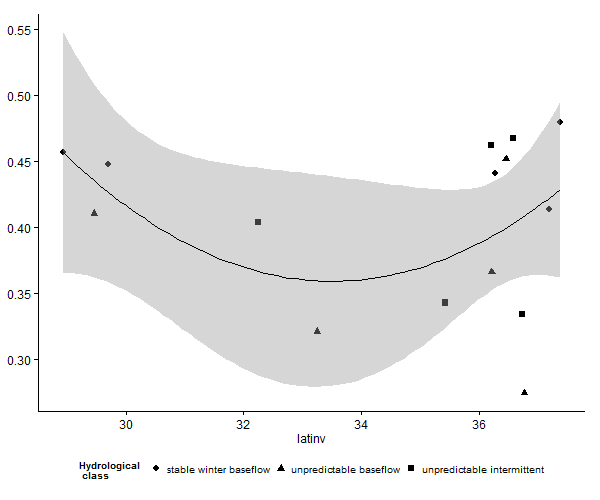 0.55
0.50
0.45
0.40
0.35
0.30
30
32
34
36
latinv
Hydrological
class
stable winter baseflow
unpredictable baseflow
unpredictable intermittent